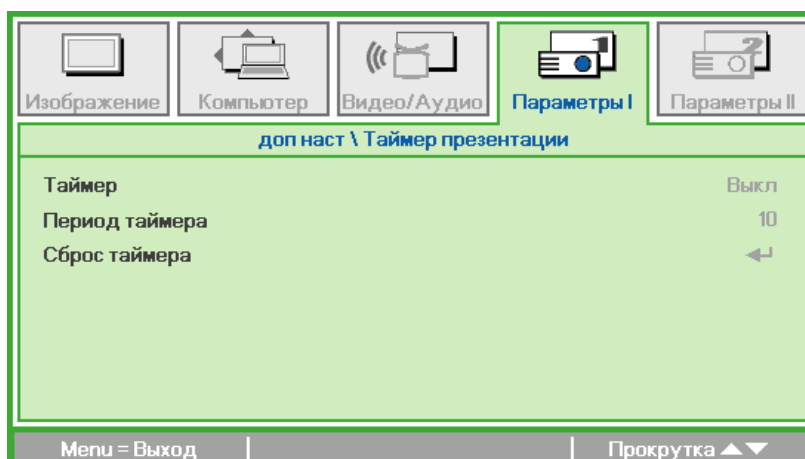 Изображение Компьютер Видео/Аудио Параметры I Параметры II
доп наст \ Таймер презентации
Таймер Выкл
Период таймера 10
Сброс таймера
Menu = Выход Прокрутка ▲▼